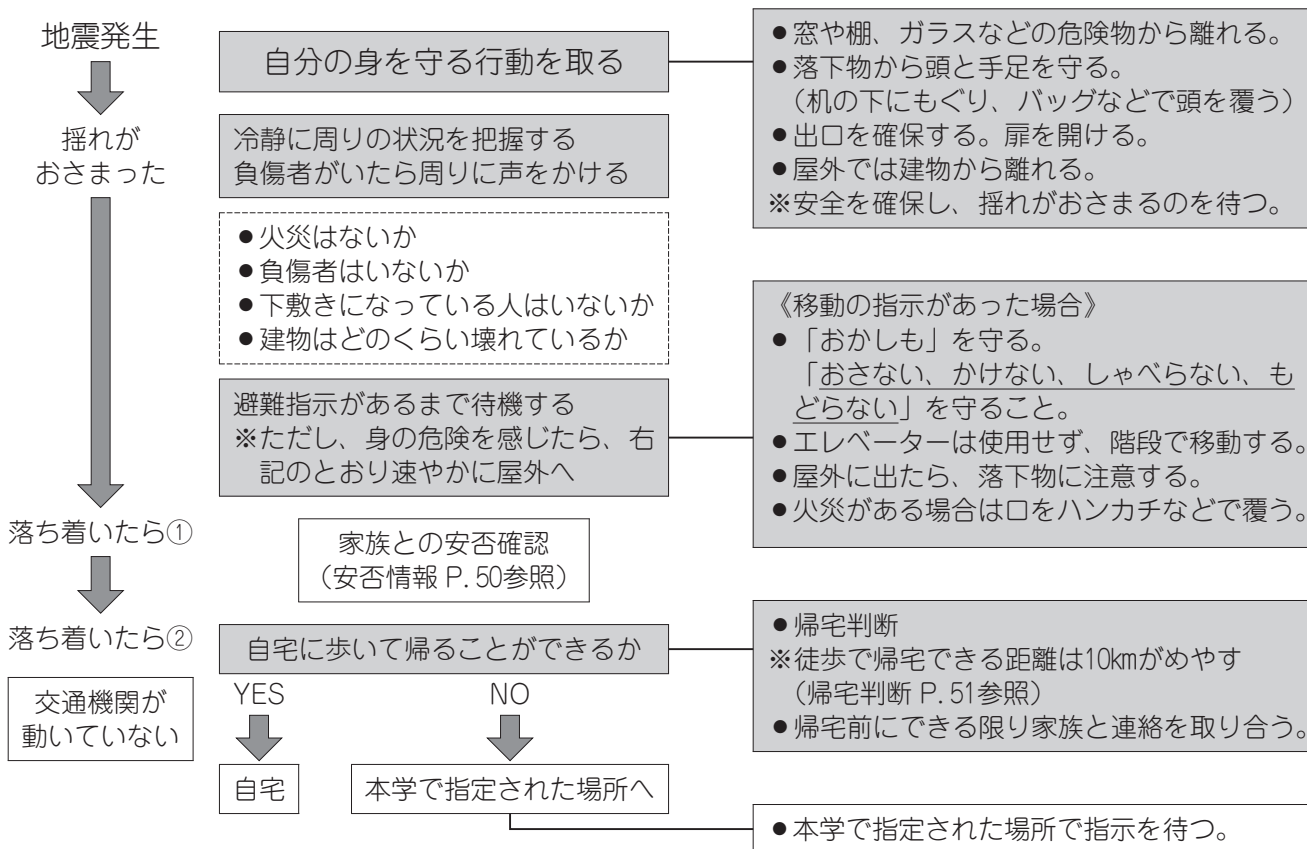 地震発生
自分の身を守る行動を取る
●窓や棚、ガラスなどの危険物から離れる。
●落下物から頭と手足を守る。
（机の下にもぐり、バッグなどで頭を覆う）
●出口を確保する。扉を開ける。
●屋外では建物から離れる。
※安全を確保し、揺れがおさまるのを待つ。
揺れが
おさまった
冷静に周りの状況を把握する
負傷者がいたら周りに声をかける
●火災はないか
●負傷者はいないか
●下敷きになっている人はいないか
●建物はどのくらい壊れているか
避難指示があるまで待機する
※ただし、身の危険を感じたら、右
記のとおり速やかに屋外へ
《移動の指示があった場合》
●「おかしも」を守る。
「おさない、かけない、しゃべらない、も
どらない」を守ること。
●エレベーターは使用せず、階段で移動する。
●屋外に出たら、落下物に注意する。
●火災がある場合は口をハンカチなどで覆う。
落ち着いたら①
家族との安否確認
（安否情報 P.50参照）
落ち着いたら②
自宅に歩いて帰ることができるか
●帰宅判断
※徒歩で帰宅できる距離は10㎞がめやす
（帰宅判断 P.51参照）
●帰宅前にできる限り家族と連絡を取り合う。
交通機関が
動いていない
YES
NO
自宅
本学で指定された場所へ
●本学で指定された場所で指示を待つ。